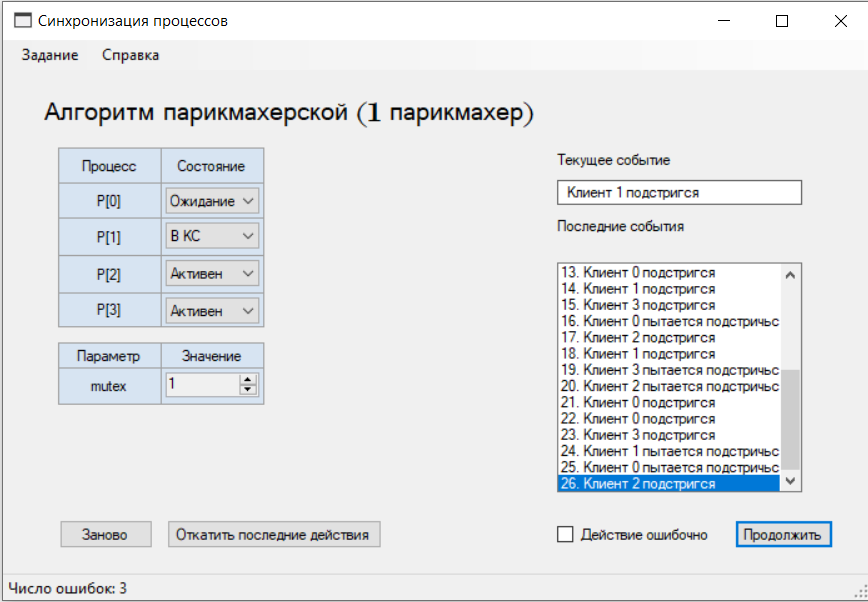 Синхронизация процессов
Задание Справка
Алгоритм парикмахерской (1 парикмахер)
Процесс Состояние
P[0] Ожидание
P[1] В КС
P[2] Активен
P[3] Активен
Параметр Значение
mutex 1
Текущее событие
Клиент 1 подстригся
Последние события
13. Клиент 0 подстригся
14. Клиент 1 подстригся
15. Клиент 3 подстригся
16. Клиент 0 пытается подстричьс
17. Клиент 2 подстригся
18. Клиент 1 подстригся
19. Клиент 3 пытается подстричьс
20. Клиент 2 пытается подстричьс
21. Клиент 0 подстригся
22. Клиент 0 подстригся
23. Клиент 3 подстригся
24. Клиент 1 пытается подстричьс
25. Клиент 0 пытается подстричьс
26. Клиент 2 подстригся
Заново Откатить последние действия
Действие ошибочно Продолжить
Число ошибок: 3